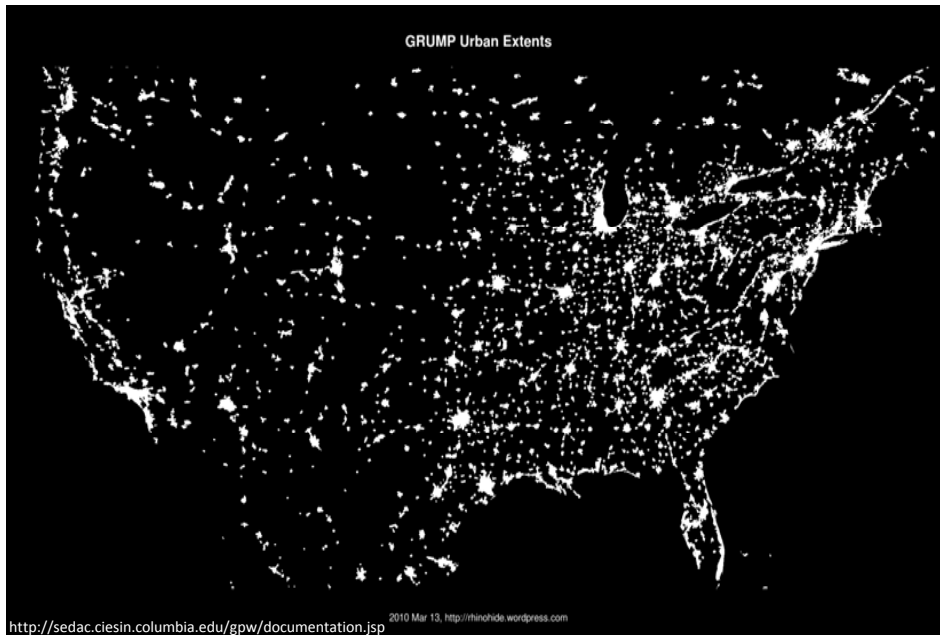 GRUMP Urban Extents
2010 Mar 13, http://rhinohide.wordpress.com
http://sedac.ciesin.columbia.edu/gpw/documentation.jsp